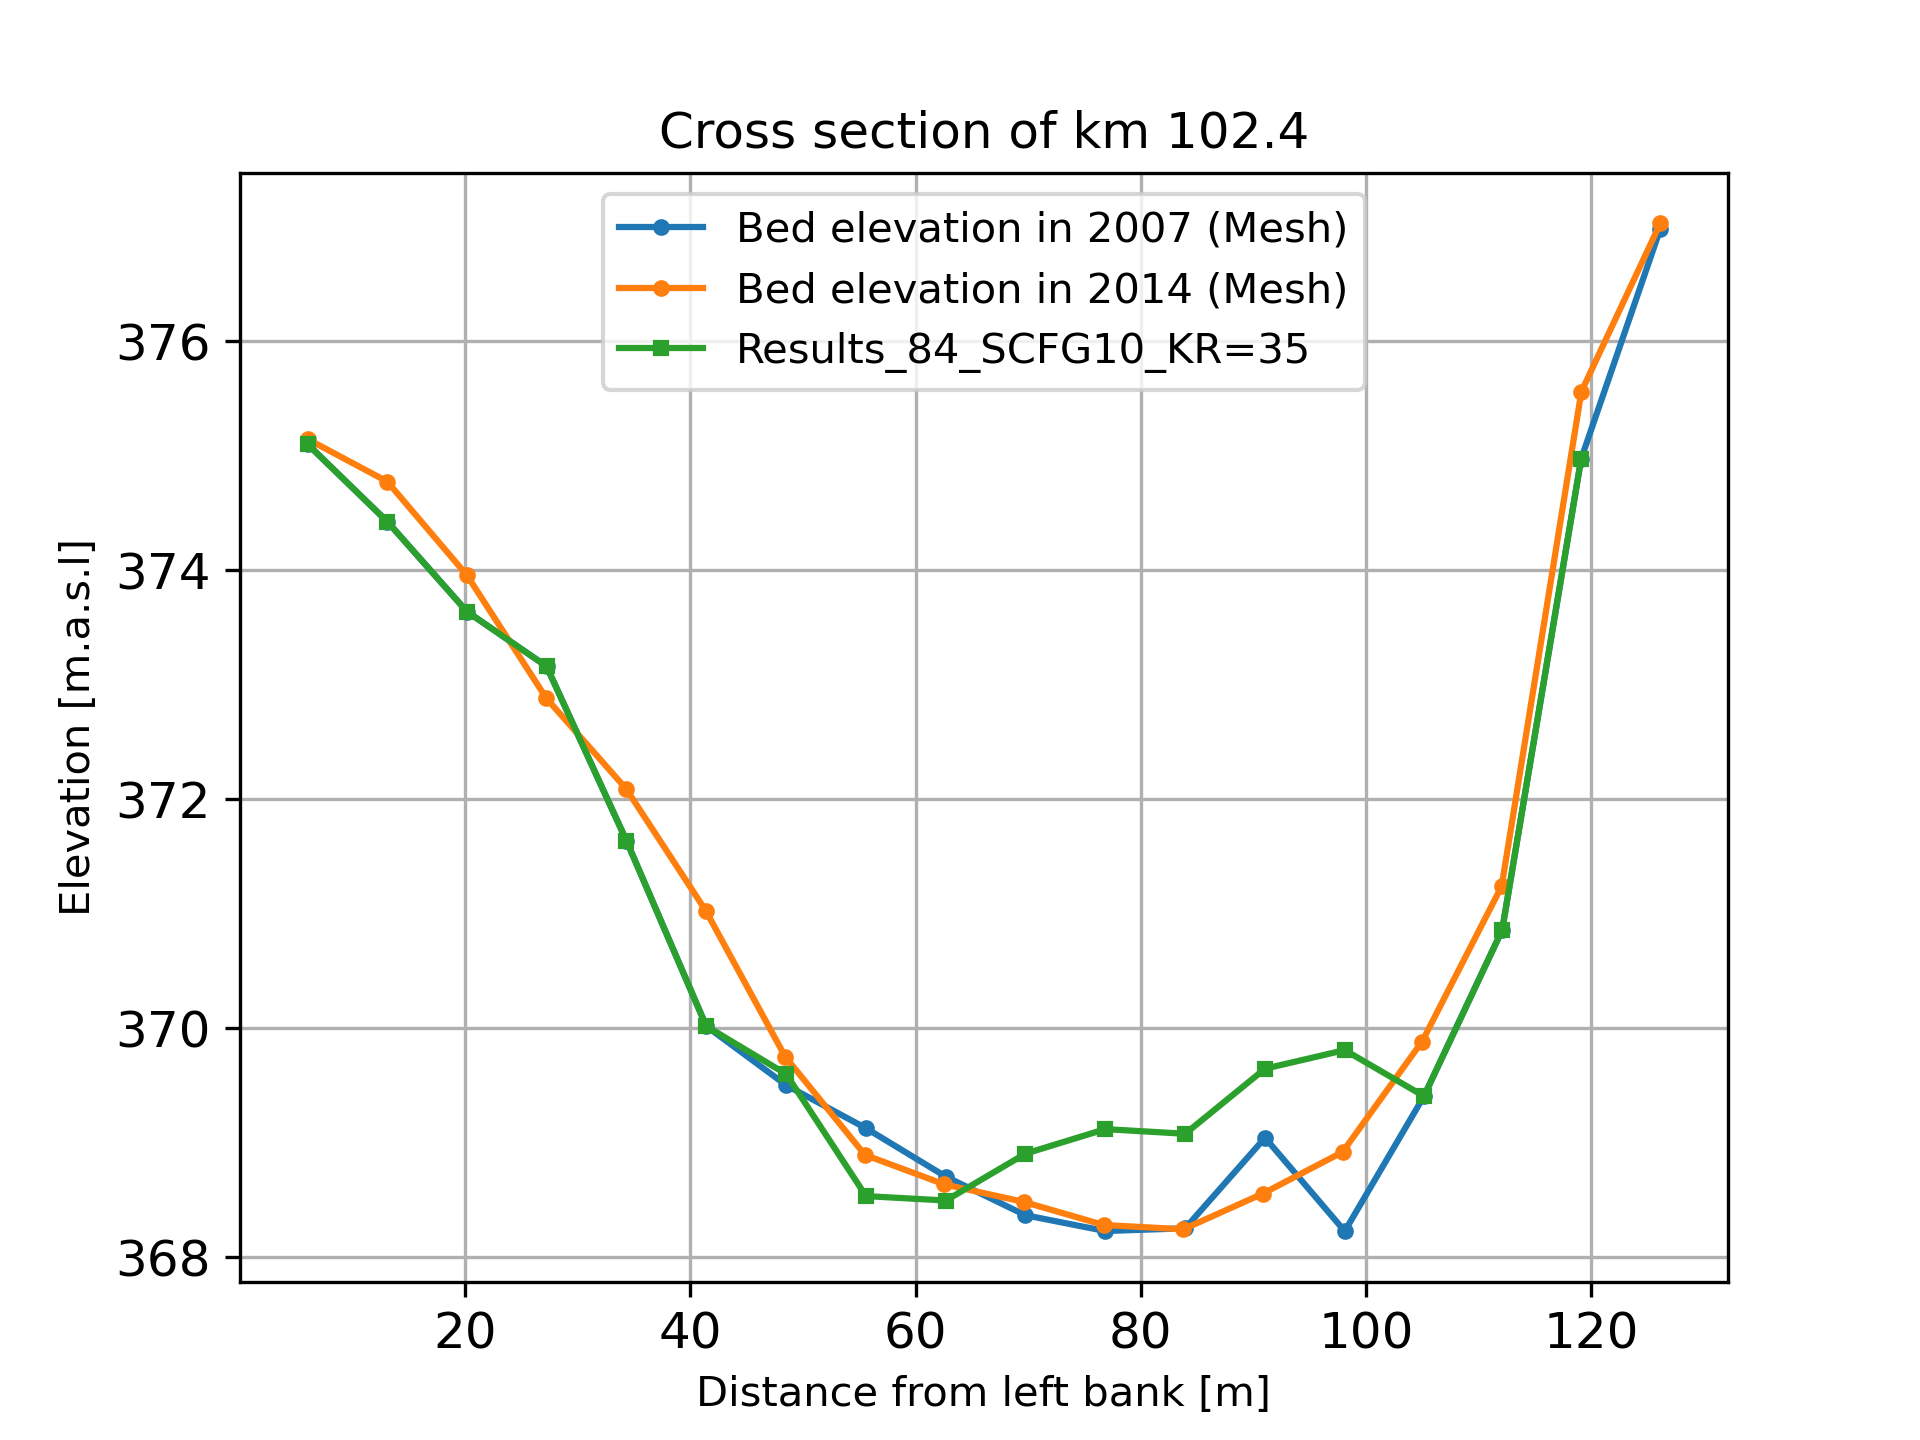 Cross section of km 102.4
Bed elevation in 2007 (Mesh)
Bed elevation in 2014 (Mesh)
Results_84_SCFG10_KR=35
376
374
372
370
368
Elevation [m.a.s.l]
20 40 60 80 100 120
Distance from left bank [m]